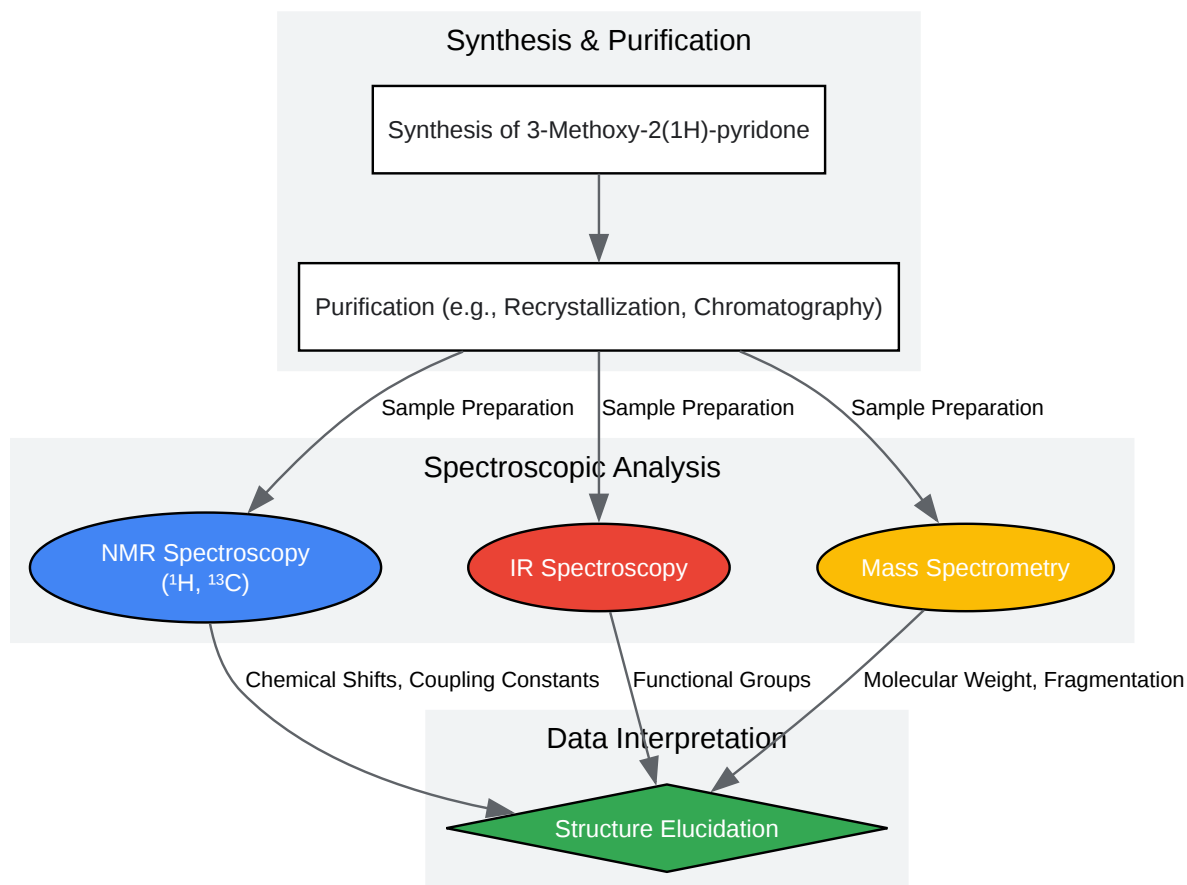 Synthesis & Purification
Synthesis of 3-Methoxy-2(1H)-pyridone
Purification (e.g., Recrystallization, Chromatography)
Sample Preparation
Sample Preparation
Sample Preparation
Spectroscopic Analysis
NMR Spectroscopy
(¹H, ¹³C)
IR Spectroscopy
Mass Spectrometry
Chemical Shifts, Coupling Constants
Functional Groups
Molecular Weight, Fragmentation
Data Interpretation
Structure Elucidation